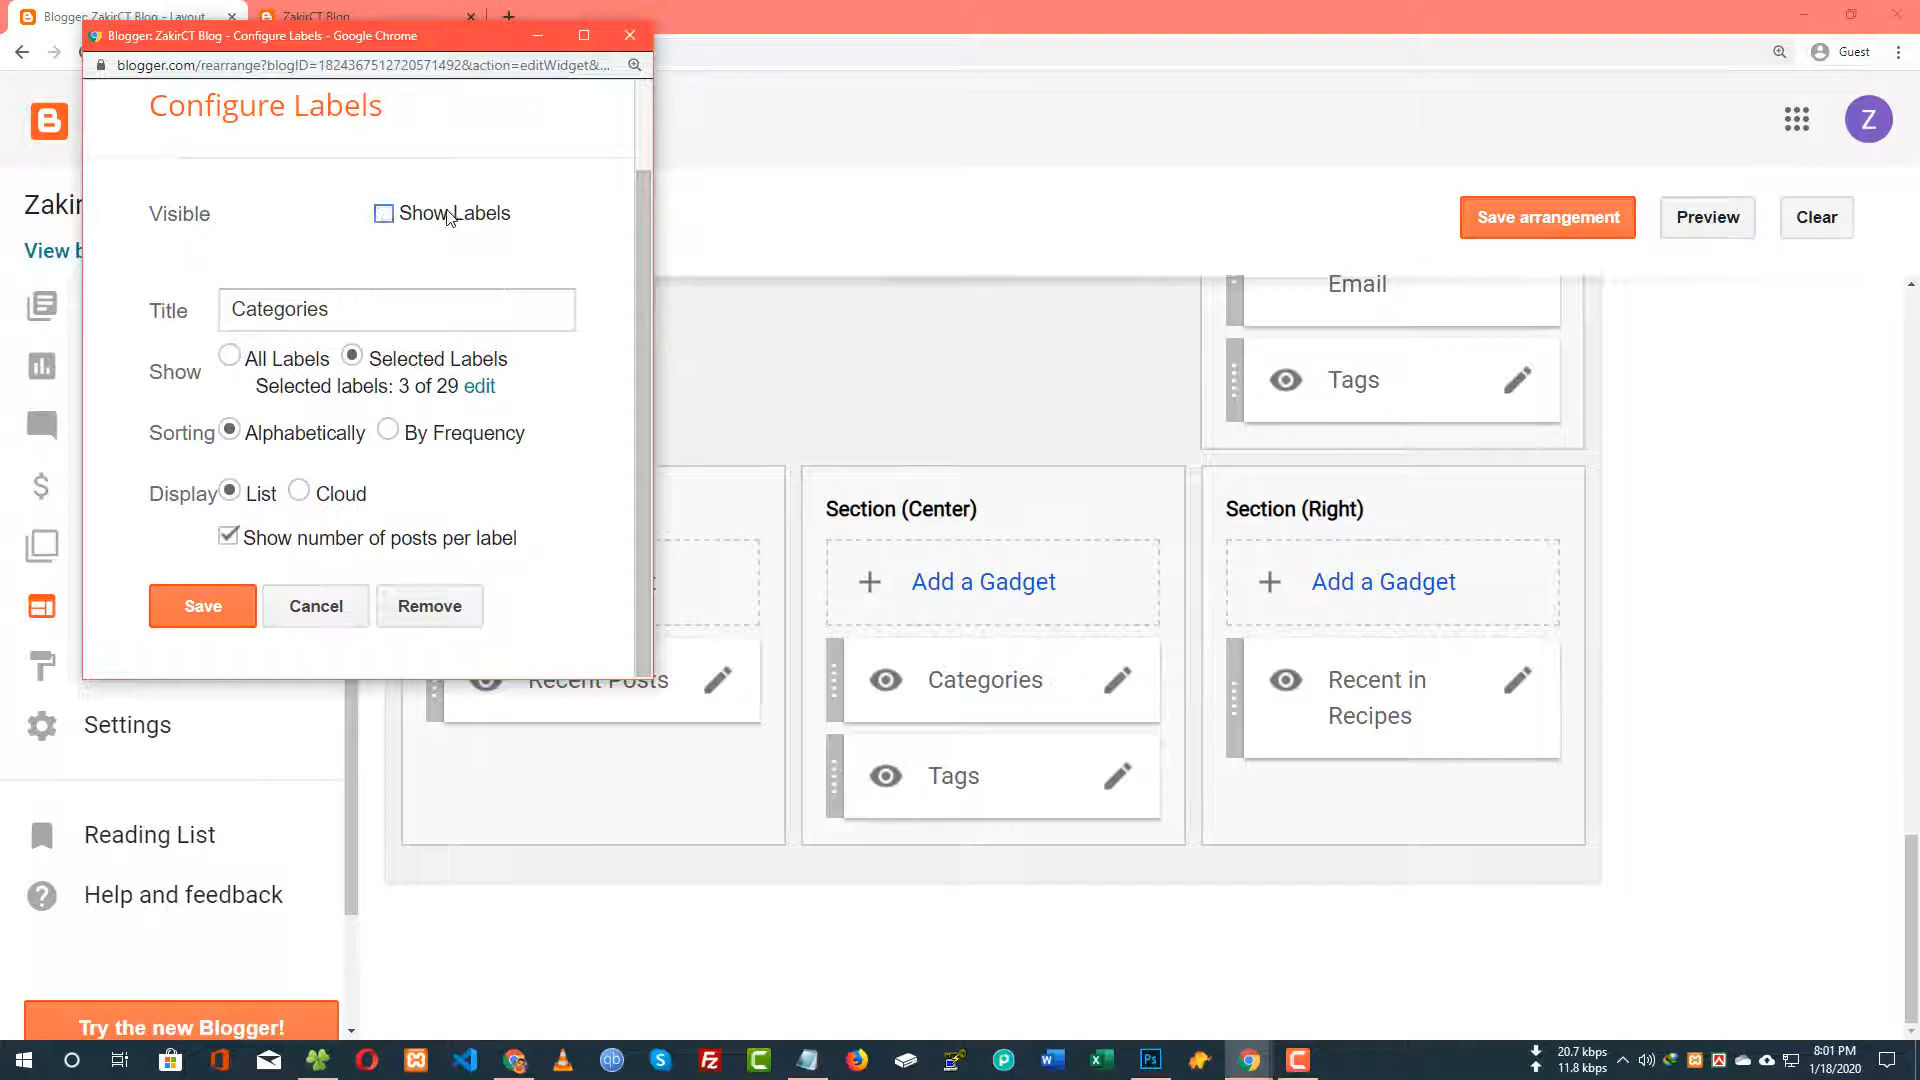 Blogger: ZakirCT Blog - Layout
ZakirCT Blog
Blogger: ZakirCT Blog - Configure Labels - Google Chrome
blogger.com/rearrange?blogID=1824367512720571492&action=editWidget&...
Guest
Configure Labels
Z
Visible
Show Labels
Title
Categories
Show
All Labels
Selected Labels
Selected labels: 3 of 29 edit
Sorting
Alphabetically
By Frequency
Display
List
Cloud
Show number of posts per label
Save
Cancel
Remove
Save arrangement
Preview
Clear
Email
Tags
Section (Center)
Add a Gadget
Categories
Tags
Section (Right)
Add a Gadget
Recent in
Recipes
Recent Posts
Settings
Reading List
Help and feedback
Try the new Blogger!
20.7 kbps
11.8 kbps
8:01 PM
1/18/2020